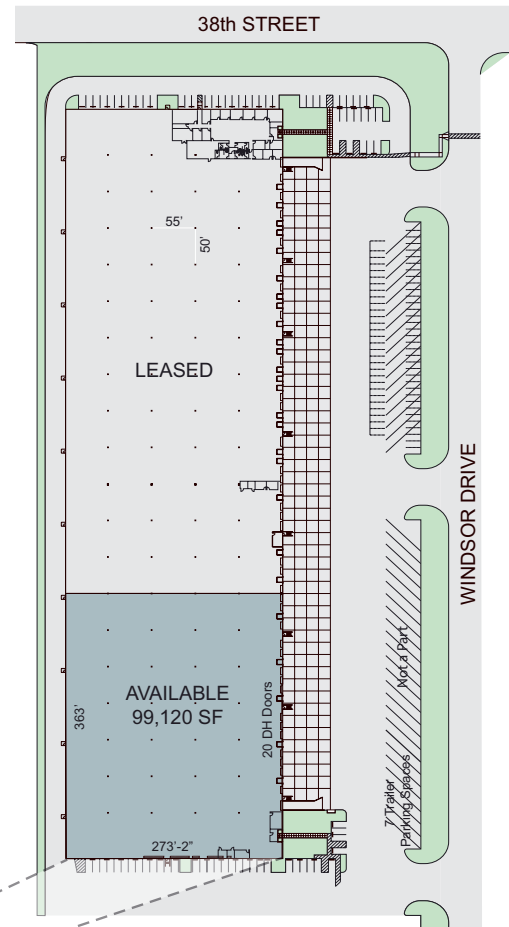 38th STREET
55'
50'
LEASED
WINDSOR DRIVE
Not a Part
AVAILABLE
99,120 SF
363'
20 DH Doors
7 Trailer
Parking Spaces
273'-2"